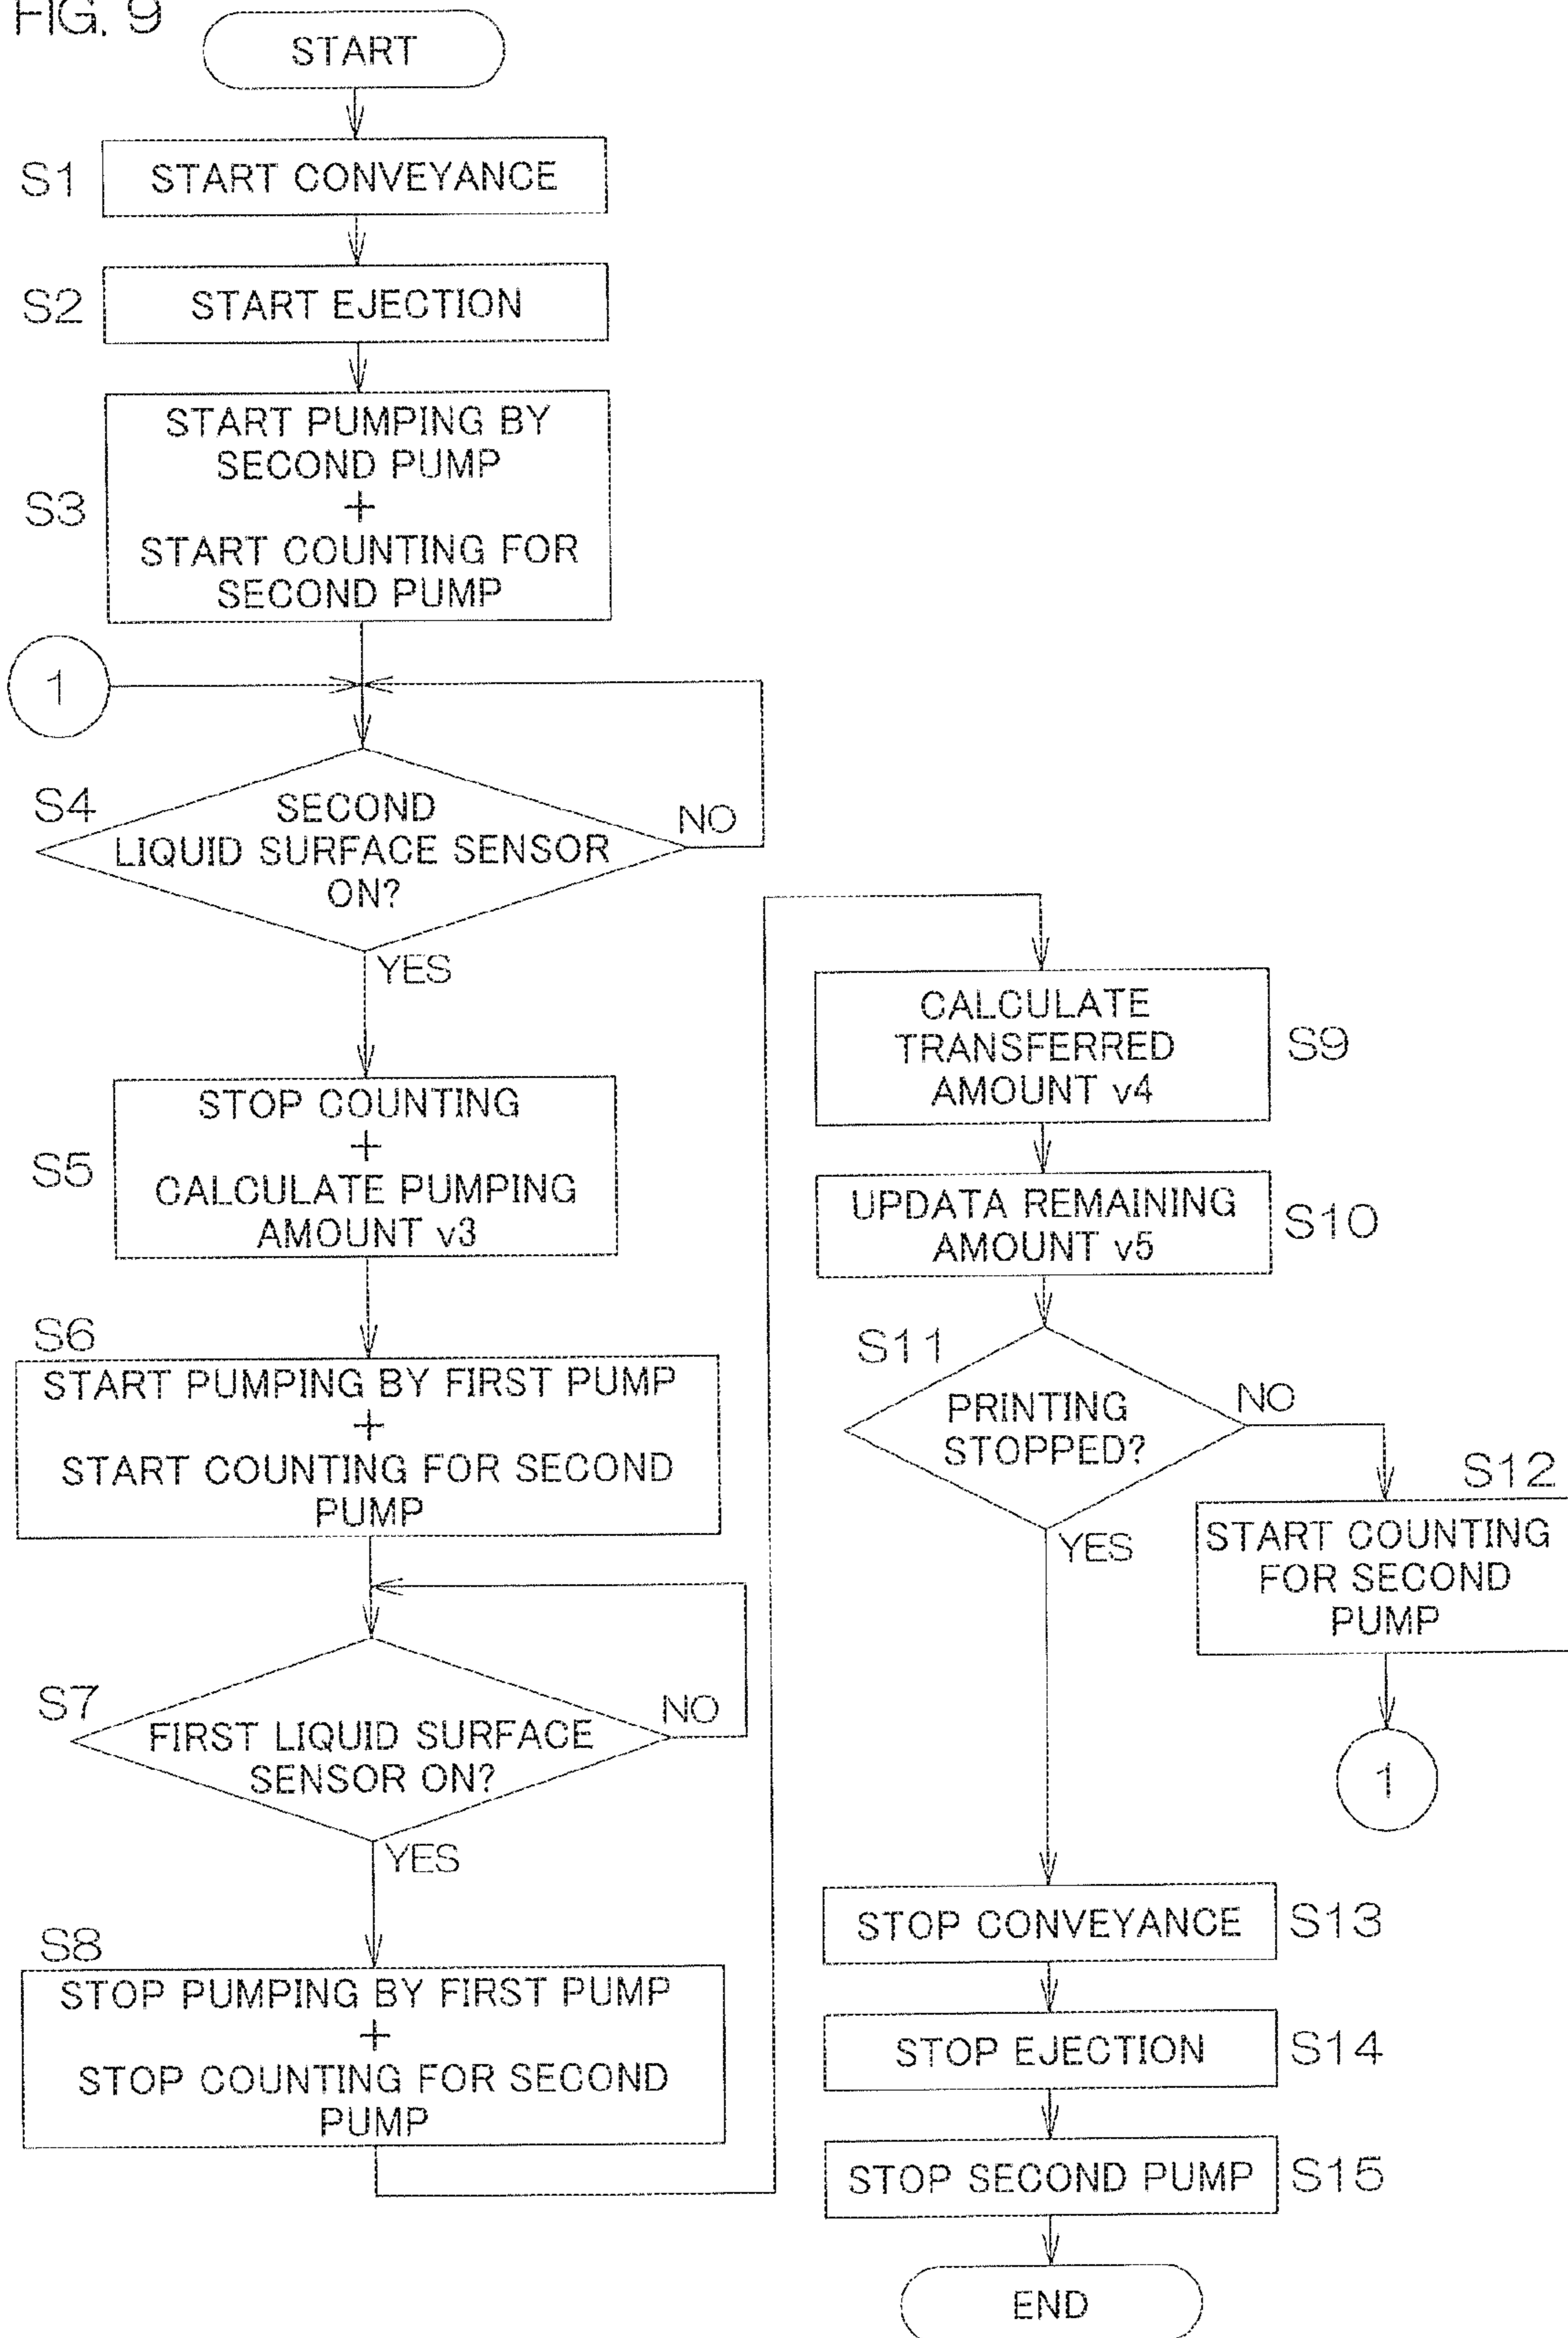 FIG. 9
START
S1
START CONVEYANCE
S2
START EJECTION
S3
START PUMPING BY
SECOND PUMP
+
START COUNTING FOR
SECOND PUMP
1
S4
SECOND
LIQUID SURFACE SENSOR
ON?
NO
YES
S5
STOP COUNTING
+
CALCULATE PUMPING
AMOUNT v3
S6
START PUMPING BY FIRST PUMP
+
START COUNTING FOR SECOND
PUMP
S7
FIRST LIQUID SURFACE
SENSOR ON?
NO
YES
S8
STOP PUMPING BY FIRST PUMP
+
STOP COUNTING FOR SECOND
PUMP
CALCULATE
TRANSFERRED
AMOUNT v4
S9
UPDATA REMAINING
AMOUNT v5
S10
S11
PRINTING
STOPPED?
NO
YES
S12
START COUNTING
FOR SECOND
PUMP
1
STOP CONVEYANCE
S13
STOP EJECTION
S14
STOP SECOND PUMP
S15
END